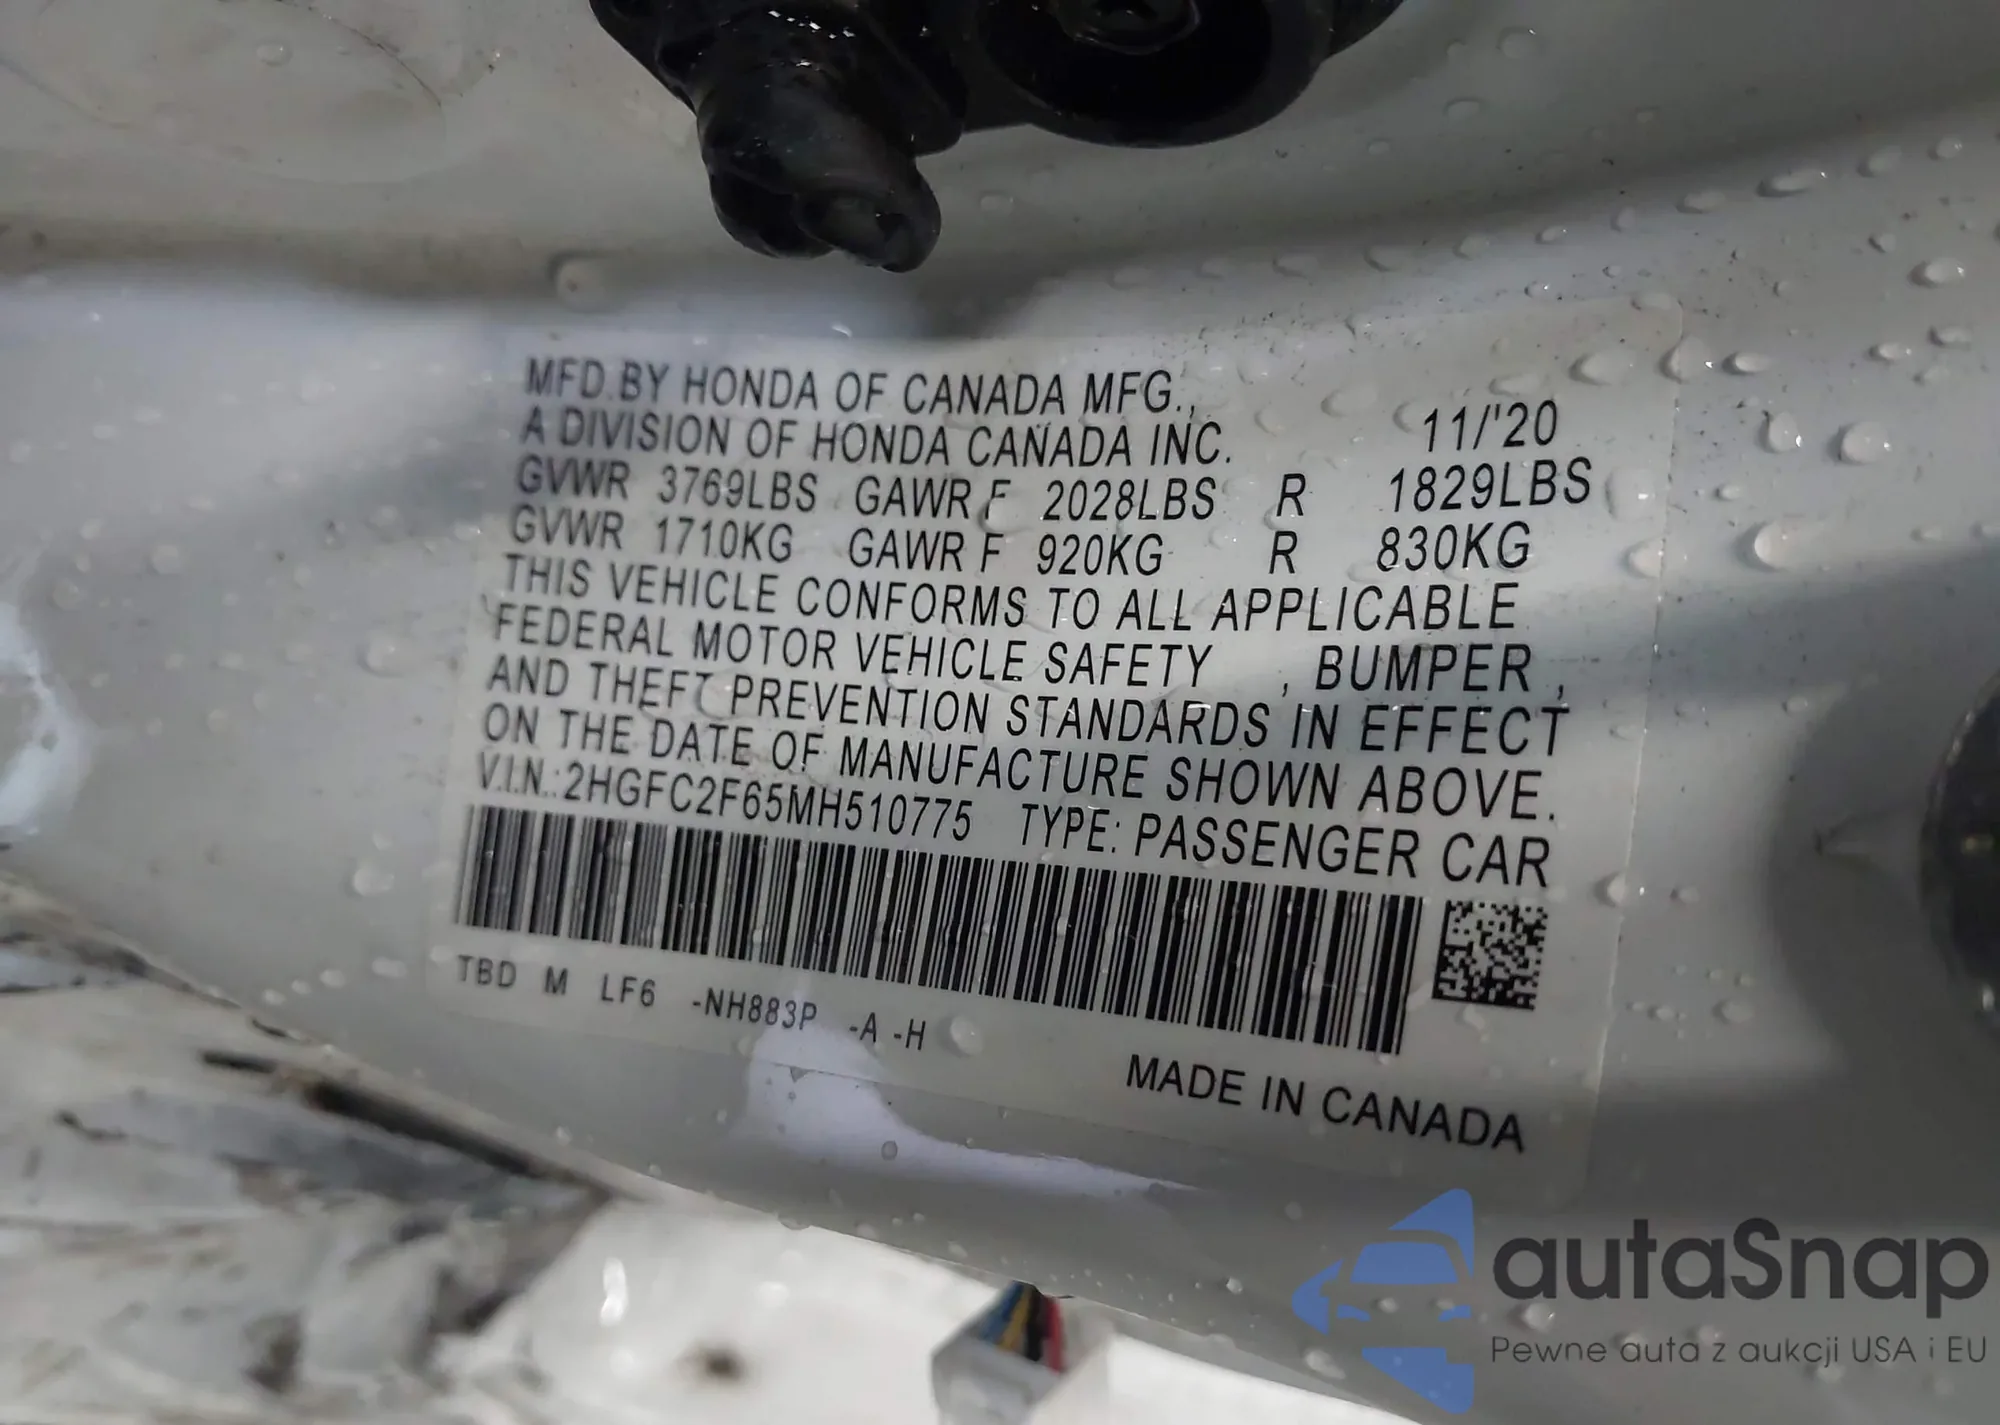 MFD. BY HONDA OF CANADA MFG.,
A DIVISION OF HONDA CANADA INC. 11/'20
GVWR 3769LBS GAWR F 2028LBS R 1829LBS
GVWR 1710KG GAWR F 920KG R 830KG
THIS VEHICLE CONFORMS TO ALL APPLICABLE
FEDERAL MOTOR VEHICLE SAFETY , BUMPER ,
AND THEFT PREVENTION STANDARDS IN EFFECT
ON THE DATE OF MANUFACTURE SHOWN ABOVE.
V.I.N.: 2HGFC2F65MH510775 TYPE: PASSENGER CAR
TBD M LF6 -NH883P -A -H
MADE IN CANADA
autaSnap
Pewne auta z aukcji USA i EU